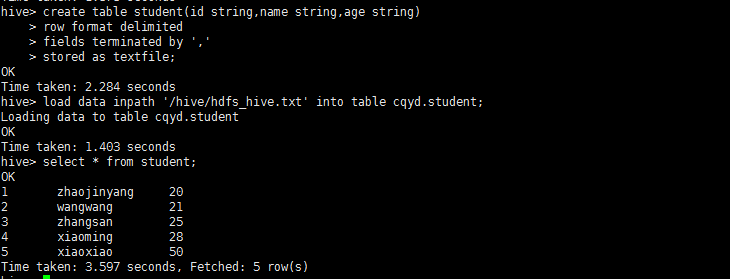 hive> create table student(id string,name string,age string)
    > row format delimited
    > fields terminated by ','
    > stored as textfile;
OK
Time taken: 2.284 seconds
hive> load data inpath '/hive/hdfs_hive.txt' into table cqyd.student;
Loading data to table cqyd.student
OK
Time taken: 1.403 seconds
hive> select * from student;
OK
1       zhaojinyang     20
2       wangwang        21
3       zhangsan        25
4       xiaoming        28
5       xiaoxiao        50
Time taken: 3.597 seconds, Fetched: 5 row(s)